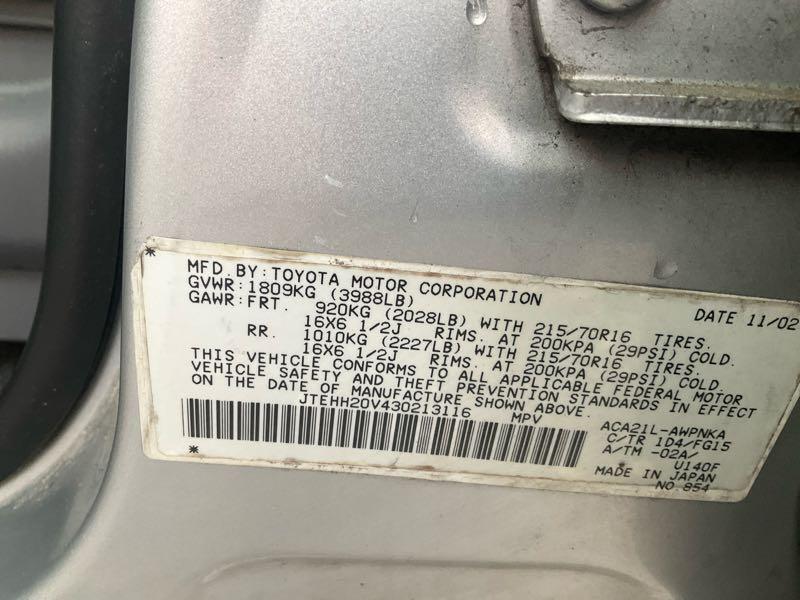 MFD.BY:TOYOTA MOTOR CORPORATION DATE 11/02
GVWR:1809KG (3988LB)
GAWR:FRT. 920KG (2028LB) WITH 215/70R16 TIRES.
16X6 1/2J RIMS. AT 200KPA (29PSI) COLD.
RR. 1010KG (2227LB) WITH 215/70R16 TIRES.
16X6 1/2J RIMS. AT 200KPA (29PSI) COLD.
THIS VEHICLE CONFORMS TO ALL APPLICABLE FEDERAL MOTOR
VEHICLE SAFETY AND THEFT PREVENTION STANDARDS IN EFFECT
ON THE DATE OF MANUFACTURE SHOWN ABOVE.
JTEHH20V430213116 MPV
ACA21L-AWPNKA
C/TR 1D4/FG15
A/TM -02A/
U140F
MADE IN JAPAN
NO.854